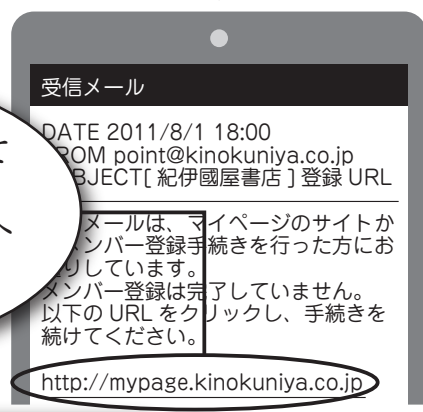 受信メール
DATE 2011/8/1 18:00
ROM point@kinokuniya.co.jp
BJECT[ 紀伊國屋書店 ] 登録 URL
メールは、マイページのサイトか
メンバー登録手続きを行った方にお
りしています。
メンバー登録は完了していません。
以下の URL をクリックし、手続きを
続けてください。
http://mypage.kinokuniya.co.jp